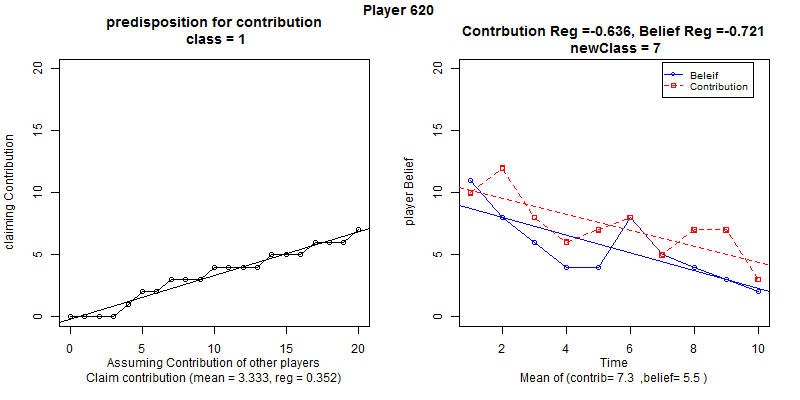 Player 620
predisposition for contribution
class = 1
claiming Contribution
20
15
10
5
0
0
5
10
15
20
Assuming Contribution of other players
Claim contribution (mean = 3.333, reg = 0.352)
Contrbution Reg =-0.636, Belief Reg =-0.721
newClass = 7
player Belief
20
15
10
5
0
Beleif
Contribution
2
4
6
8
10
Time
Mean of (contrib= 7.3 ,belief= 5.5 )